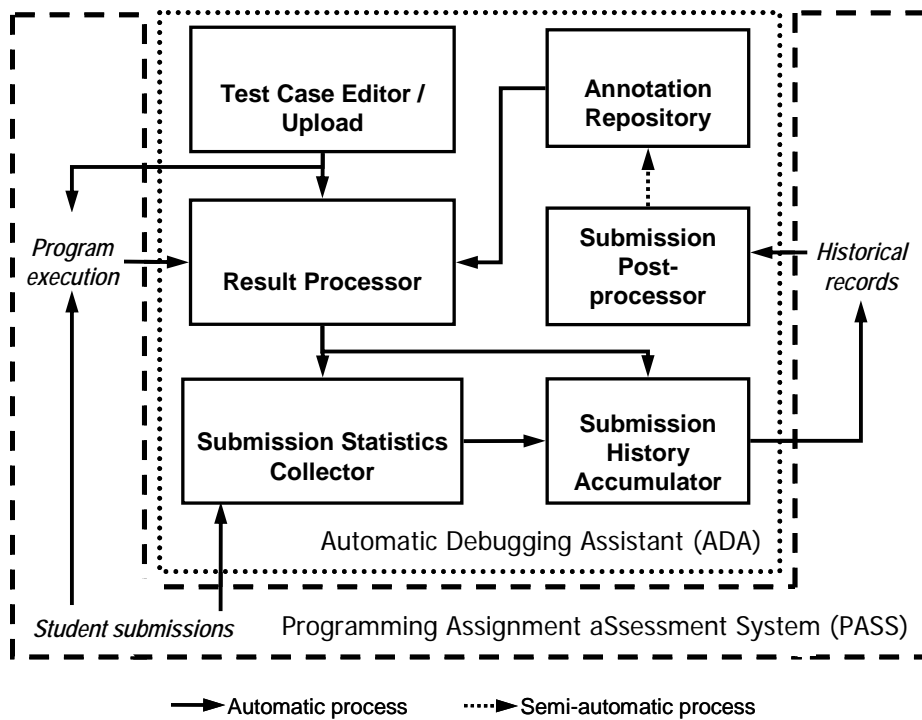 Test Case Editor /
Upload
Annotation
Repository
Program
execution
Result Processor
Submission
Post-
processor
Historical
records
Submission Statistics
Collector
Submission
History
Accumulator
Automatic Debugging Assistant (ADA)
Student submissions
Programming Assignment aSsessment System (PASS)
Automatic process
Semi-automatic process